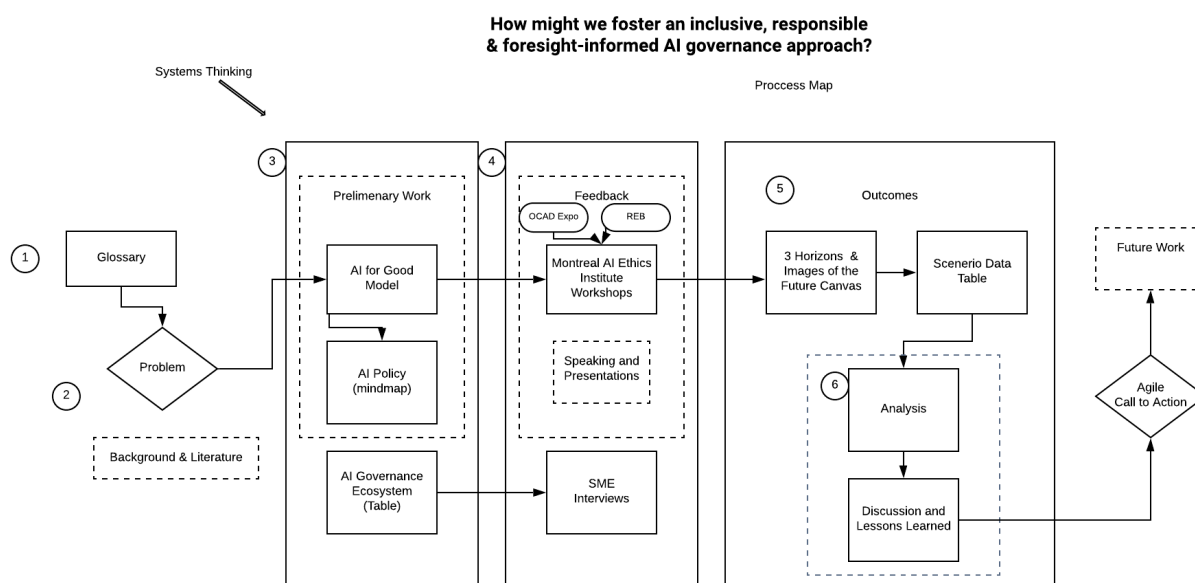 How might we foster an inclusive, responsible
& foresight-informed AI governance approach?
Systems Thinking
Proccess Map
1
Glossary
Problem
2
Background & Literature
3
Prelimenary Work
AI for Good
Model
AI Policy
(mindmap)
AI Governance
Ecosystem
(Table)
4
Feedback
OCAD Expo
REB
Montreal AI Ethics
Institute
Workshops
Speaking and
Presentations
SME
Interviews
5
Outcomes
3 Horizons &
Images of the
Future Canvas
Scenerio Data
Table
6
Analysis
Discussion and
Lessons Learned
Future Work
Agile
Call to Action